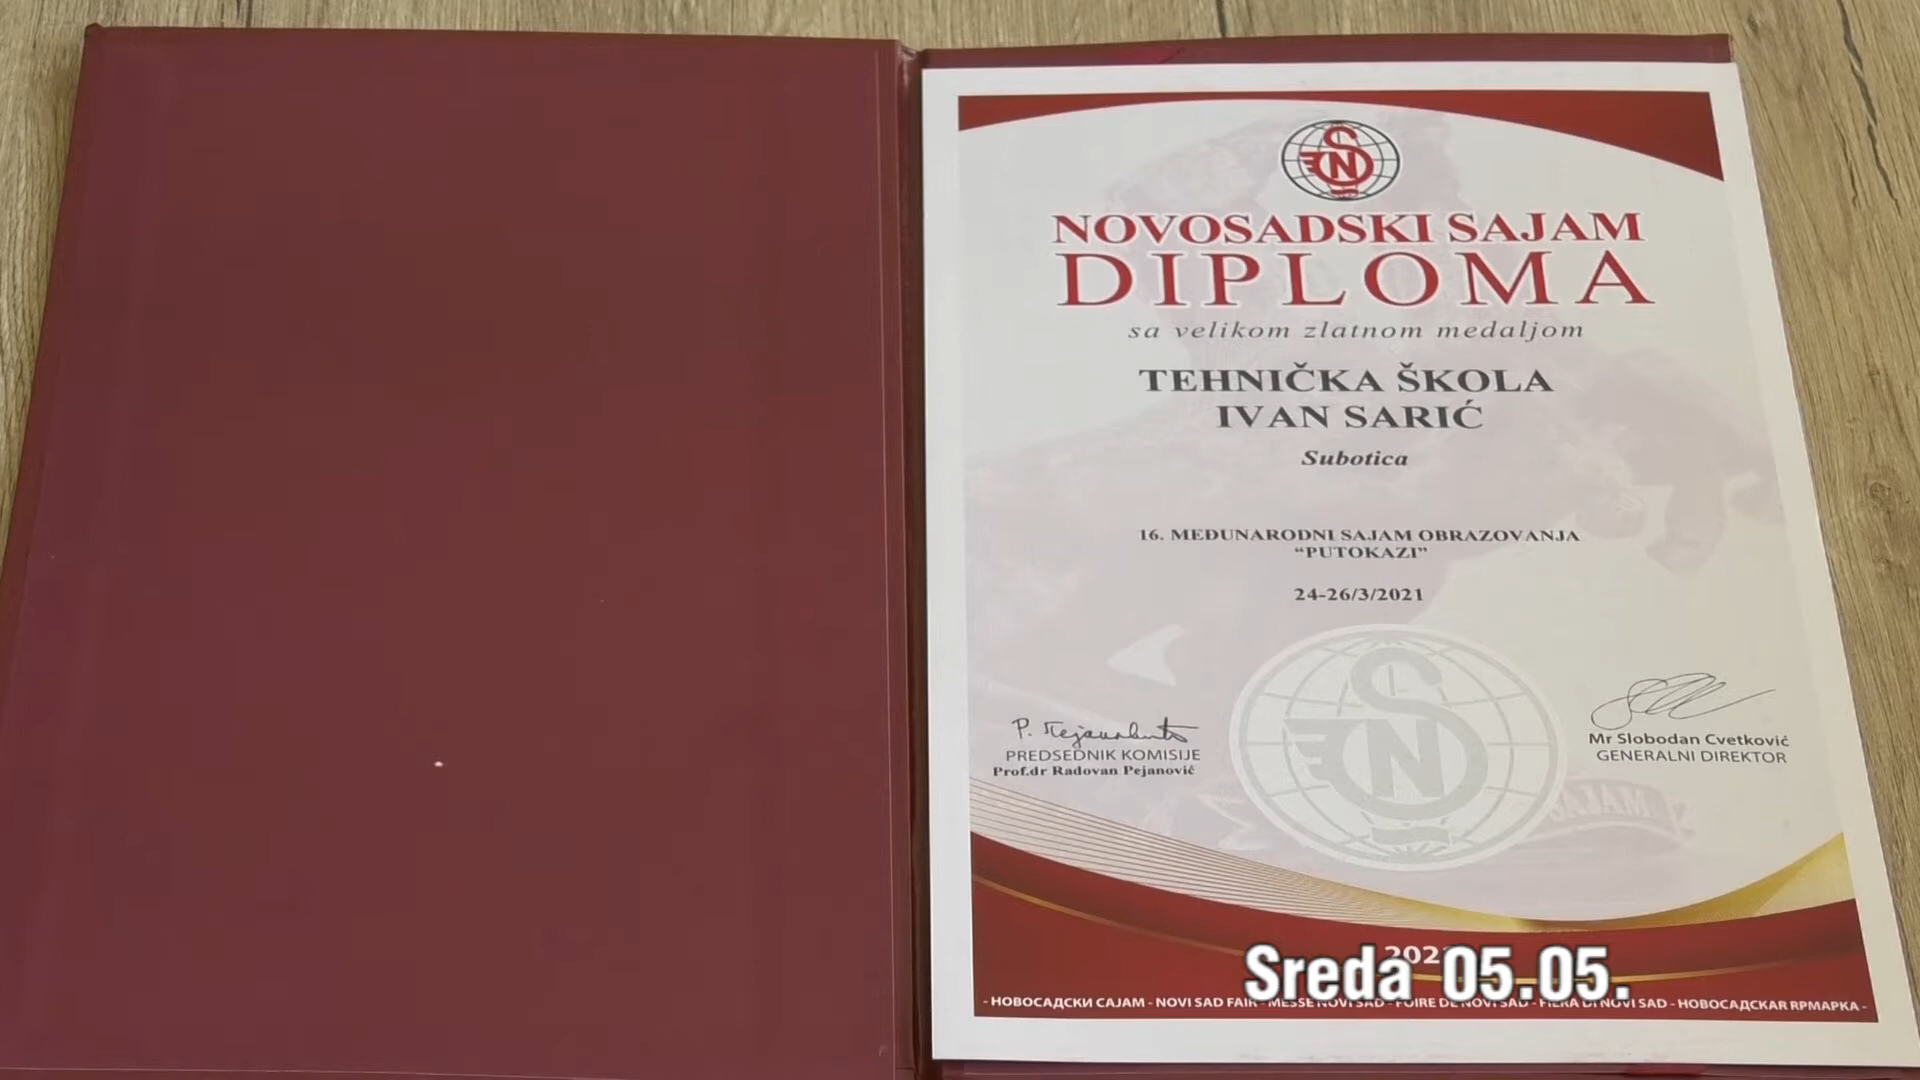 NOVOSADSKI SAJAM
DIPLOMA
sa velikom zlatnom medaljom
TEHNIČKA ŠKOLA
IVAN SARIĆ
Subotica
16. MEĐUNARODNI SAJAM OBRAZOVANJA
“PUTOKAZI”
24-26/3/2021
PREDSEDNIK KOMISIJE
Prof.dr Radovan Pejanović
Mr Slobodan Cvetković
GENERALNI DIREKTOR
Sreda 05.05.
- НОВОСАДСКИ САЈАМ - NOVI SAD FAIR - MESSE NOVI SAD - FOIRE DE NOVI SAD - FIERA DI NOVI SAD - НОВОСАДСКАЯ ЯРМАРКА -